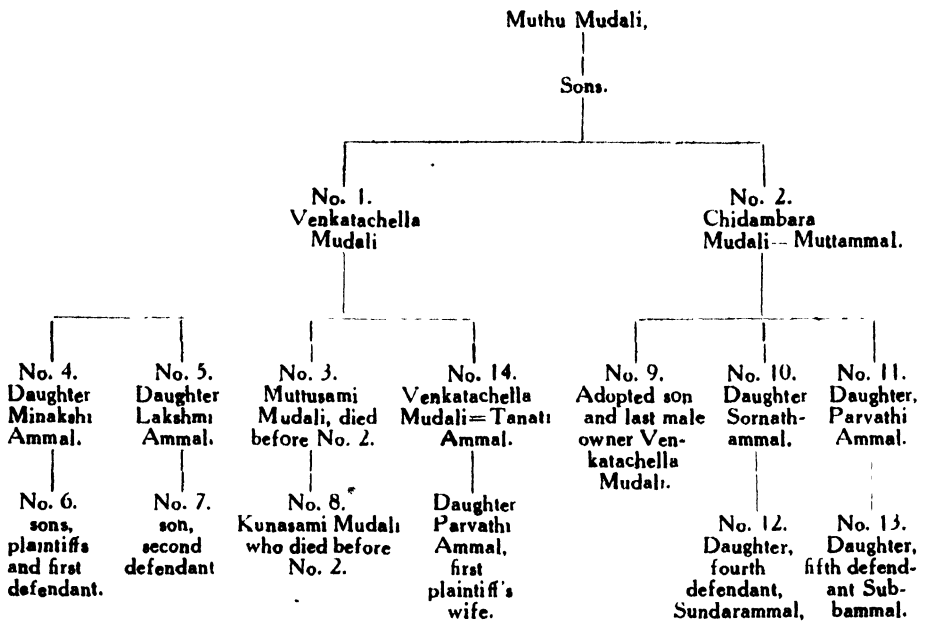 Muthu Mudali,
Sons.
No. 1.
Venkatachella
Mudali
No. 2.
Chidambara
Mudali-- Muttammal.
No. 4.
Daughter
Minakshi
Ammal.
No. 5.
Daughter
Lakshmi
Ammal.
No. 3.
Muttusami
Mudali, died
before No. 2.
No. 14.
Venkatachella
Mudali=Tanati
Ammal.
No. 9.
Adopted son
and last male
owner Ven-
katachella
Mudali.
No. 10.
Daughter
Sornath-
ammal.
No. 11.
Daughter,
Parvathi
Ammal.
No. 6.
sons,
plaintiffs
and first
defendant.
No. 7.
son,
second
defendant
No. 8.
Kunasami Mudali
who died before
No. 2.
Daughter
Parvathi
Ammal,
first
plaintiff's
wife.
No. 12.
Daughter,
fourth
defendant,
Sundarammal,
No. 13.
Daughter,
fifth defend-
ant Sub-
bammal.